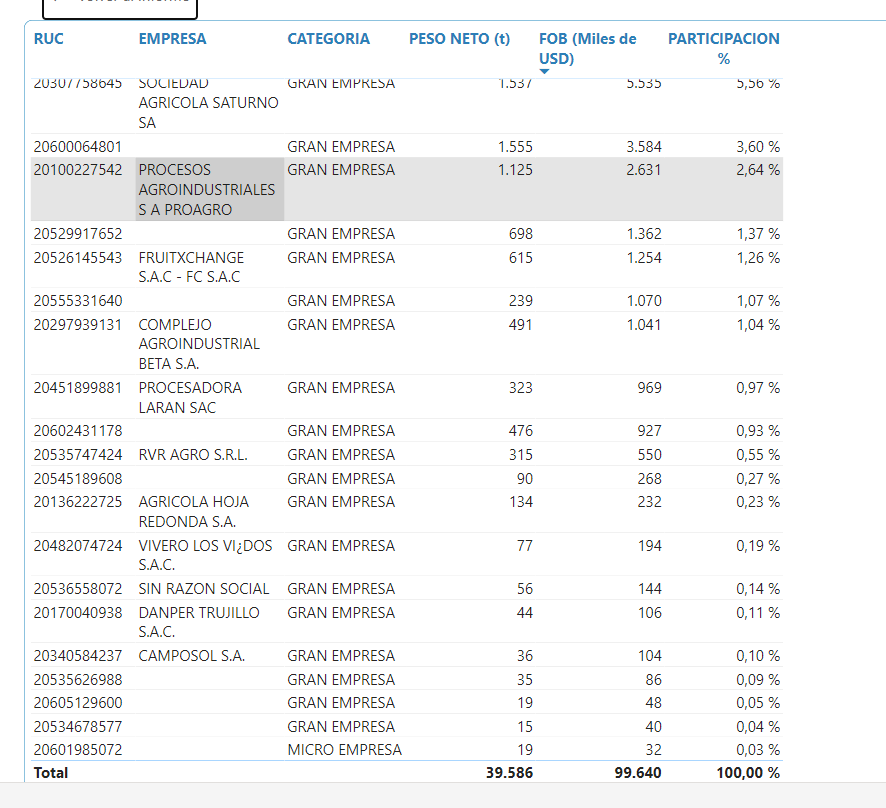 RUC EMPRESA CATEGORIA PESO NETO (t) FOB (Miles de PARTICIPACION
USD) %
20307758645 SOCIEDAD GRAN EMPRESA 1.537 5.535 5,56 %
AGRICOLA SATURNO
SA
20600064801 GRAN EMPRESA 1.555 3.584 3,60 %
20100227542 PROCESOS GRAN EMPRESA 1.125 2.631 2,64 %
AGROINDUSTRIALES
S A PROAGRO
20529917652 GRAN EMPRESA 698 1.362 1,37 %
20526145543 FRUITXCHANGE GRAN EMPRESA 615 1.254 1,26 %
S.A.C - FC S.A.C
20555331640 GRAN EMPRESA 239 1.070 1,07 %
20297939131 COMPLEJO GRAN EMPRESA 491 1.041 1,04 %
AGROINDUSTRIAL
BETA S.A.
20451899881 PROCESADORA GRAN EMPRESA 323 969 0,97 %
LARAN SAC
20602431178 GRAN EMPRESA 476 927 0,93 %
20535747424 RVR AGRO S.R.L. GRAN EMPRESA 315 550 0,55 %
20545189608 GRAN EMPRESA 90 268 0,27 %
20136222725 AGRICOLA HOJA GRAN EMPRESA 134 232 0,23 %
REDONDA S.A.
20482074724 VIVERO LOS VI¿DOS GRAN EMPRESA 77 194 0,19 %
S.A.C.
20536558072 SIN RAZON SOCIAL GRAN EMPRESA 56 144 0,14 %
20170040938 DANPER TRUJILLO GRAN EMPRESA 44 106 0,11 %
S.A.C.
20340584237 CAMPOSOL S.A. GRAN EMPRESA 36 104 0,10 %
20535626988 GRAN EMPRESA 35 86 0,09 %
20605129600 GRAN EMPRESA 19 48 0,05 %
20534678577 GRAN EMPRESA 15 40 0,04 %
20601985072 MICRO EMPRESA 19 32 0,03 %
Total 39.586 99.640 100,00 %